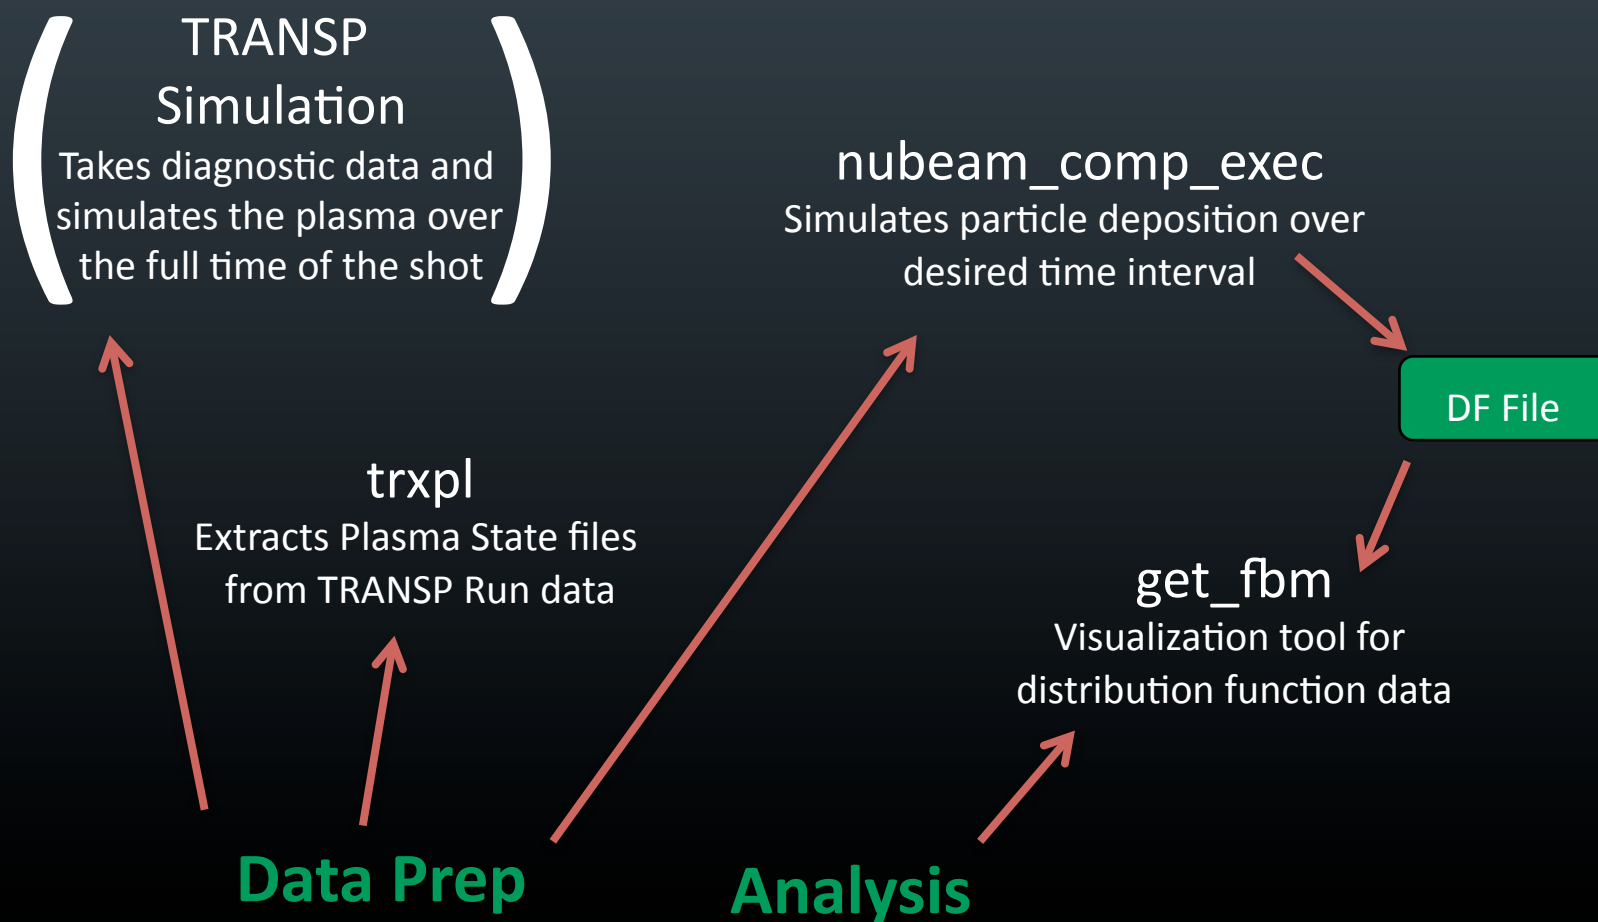 TRANSP
Simulation
Takes diagnostic data and
simulates the plasma over
the full time of the shot
nubeam_comp_exec
Simulates particle deposition over
desired time interval
DF File
trxpl
Extracts Plasma State files
from TRANSP Run data
get_fbm
Visualization tool for
distribution function data
Data Prep
Analysis